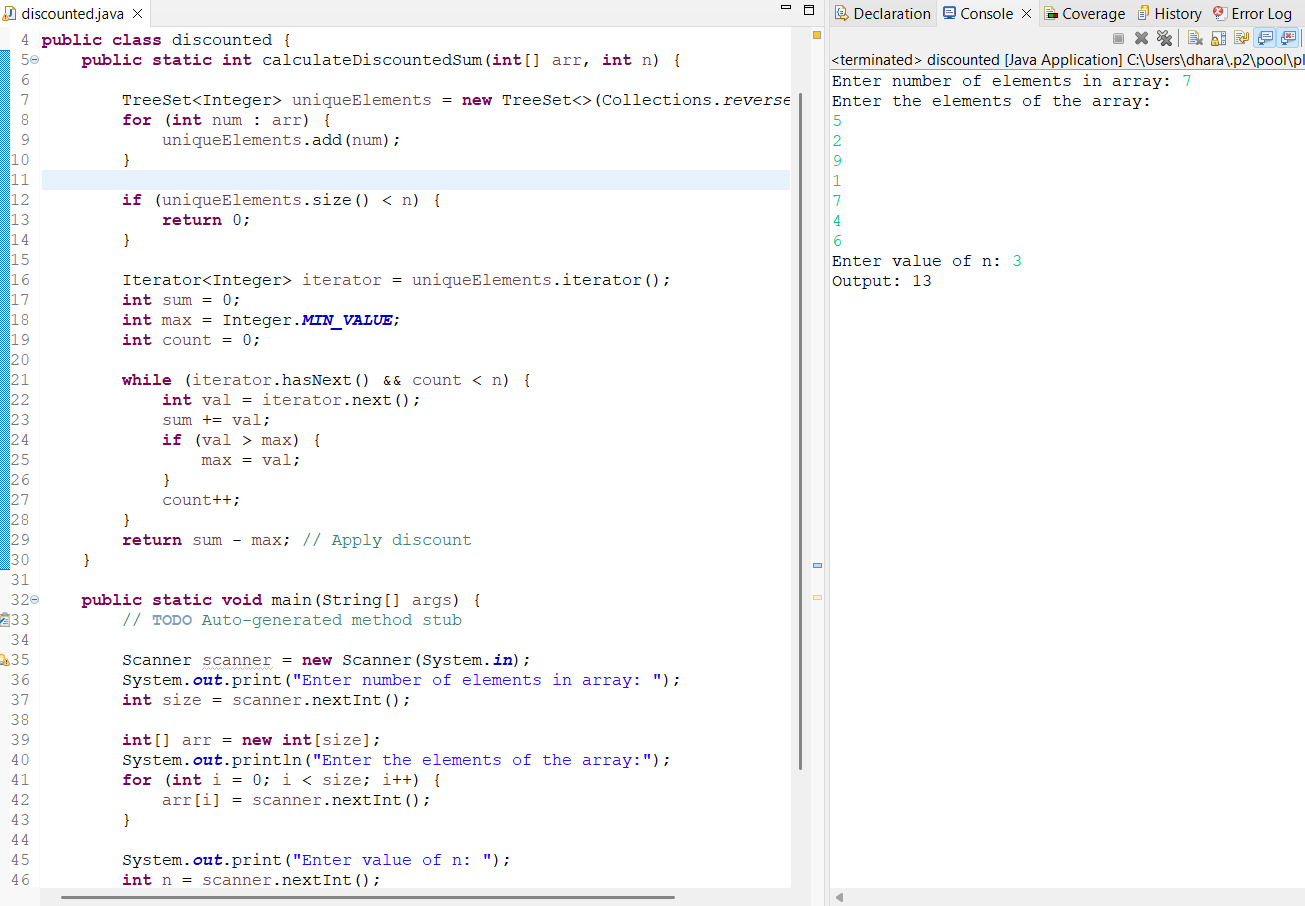 discounted.java
4 public class discounted {
5 public static int calculateDiscountedSum(int[] arr, int n) {
6
7 TreeSet<Integer> uniqueElements = new TreeSet<>(Collections.reverse
8 for (int num : arr) {
9 uniqueElements.add(num);
10 }
11
12 if (uniqueElements.size() < n) {
13 return 0;
14 }
15
16 Iterator<Integer> iterator = uniqueElements.iterator();
17 int sum = 0;
18 int max = Integer.MIN_VALUE;
19 int count = 0;
20
21 while (iterator.hasNext() && count < n) {
22 int val = iterator.next();
23 sum += val;
24 if (val > max) {
25 max = val;
26 }
27 count++;
28 }
29 return sum - max; // Apply discount
30 }
31
32 public static void main(String[] args) {
33 // TODO Auto-generated method stub
34
35 Scanner scanner = new Scanner(System.in);
36 System.out.print("Enter number of elements in array: ");
37 int size = scanner.nextInt();
38
39 int[] arr = new int[size];
40 System.out.println("Enter the elements of the array:");
41 for (int i = 0; i < size; i++) {
42 arr[i] = scanner.nextInt();
43 }
44
45 System.out.print("Enter value of n: ");
46 int n = scanner.nextInt();
Declaration Console Coverage History Error Log
<terminated> discounted [Java Application] C:\Users\dhara\.p2\pool\pl
Enter number of elements in array: 7
Enter the elements of the array:
5
2
9
1
7
4
6
Enter value of n: 3
Output: 13